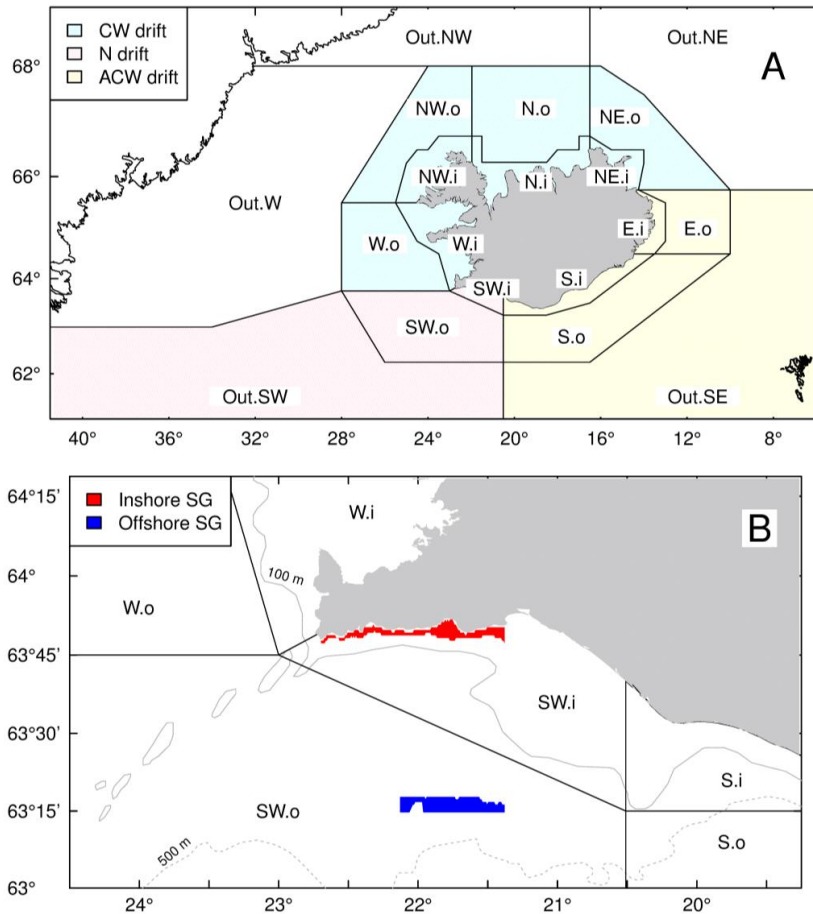 CW drift
N drift
ACW drift
Out.NW
Out.NE
A
68°
NW.o
N.o
NE.o
66°
NW.i
N.i
NE.i
Out.W
W.o
W.i
E.i
E.o
64°
SW.i
S.i
SW.o
S.o
62°
Out.SW
Out.SE
40° 36° 32° 28° 24° 20° 16° 12° 8°
Inshore SG
Offshore SG
64°15'
W.i
B
100 m
64°
W.o
63°45'
SW.i
63°30'
S.i
63°15'
SW.o
S.o
500 m
63°
24° 23° 22° 21° 20°